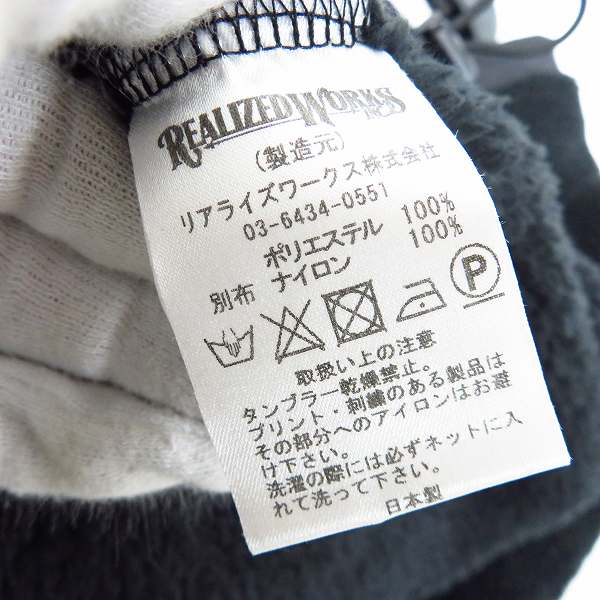 REALIZED WORKS INC.
(製造元)
リアライズワークス株式会社
03-6434-0551
ポリエステル 100%
別布 ナイロン 100%
P
取扱い上の注意
タンブラー乾燥禁止。
プリント・刺繍のある製品は
その部分へのアイロンはお避
け下さい。
洗濯の際には必ずネットに入
れて洗って下さい。
日本製